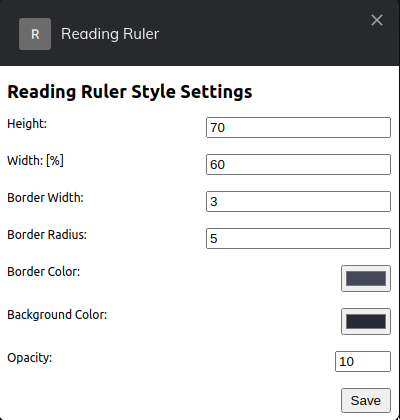 R Reading Ruler
Reading Ruler Style Settings
Height: 70
Width: [%] 60
Border Width: 3
Border Radius: 5
Border Color:
Background Color:
Opacity: 10
Save